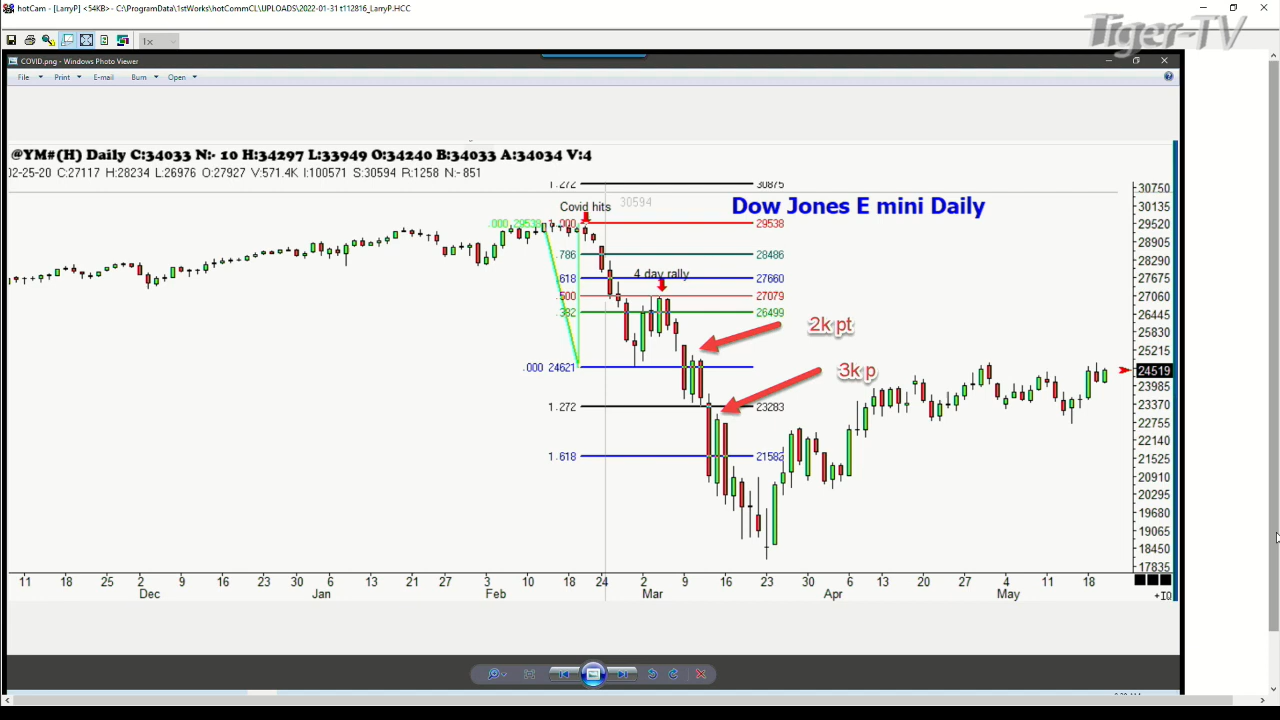 hotCam - [LarryP] <54KB> - C:\ProgramData\1stWorks\hotCommCL\UPLOADS\2022-01-31 t112816_LarryP.HCC
Tiger-TV
1x
COVID.png - Windows Photo Viewer
File Print E-mail Burn Open
@YM#(H) Daily C:34033 N:- 10 H:34297 L:33949 O:34240 B:34033 A:34034 V:4
02-25-20 C:27117 H:28234 L:26976 O:27927 V:571.4K I:100571 S:30594 R:1258 N:-851
1.272 30875
30750
Dow Jones E mini Daily
Covid hits 30594
30135
.000 29538 1.000 29538
29520
28905
.786 28486
28290
4 day rally
.618 27660
27675
.500 27079
27060
.382 26499
26445
2k pt
25830
25215
.000 24621
3k p
24519
23985
1.272 23283
23370
22755
22140
1.618 21582
21525
20910
20295
19680
19065
18450
17835
11 18 25 2 9 16 23 30 6 13 21 27 3 10 18 24 2 9 16 23 30 6 13 20 27 4 11 18
Dec Jan Feb Mar Apr May
+IQ